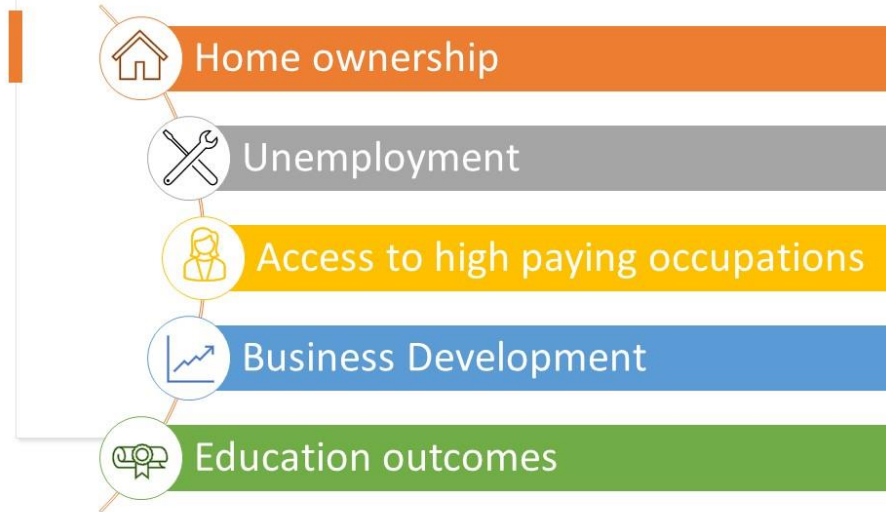 Home ownership
Unemployment
Access to high paying occupations
Business Development
Education outcomes